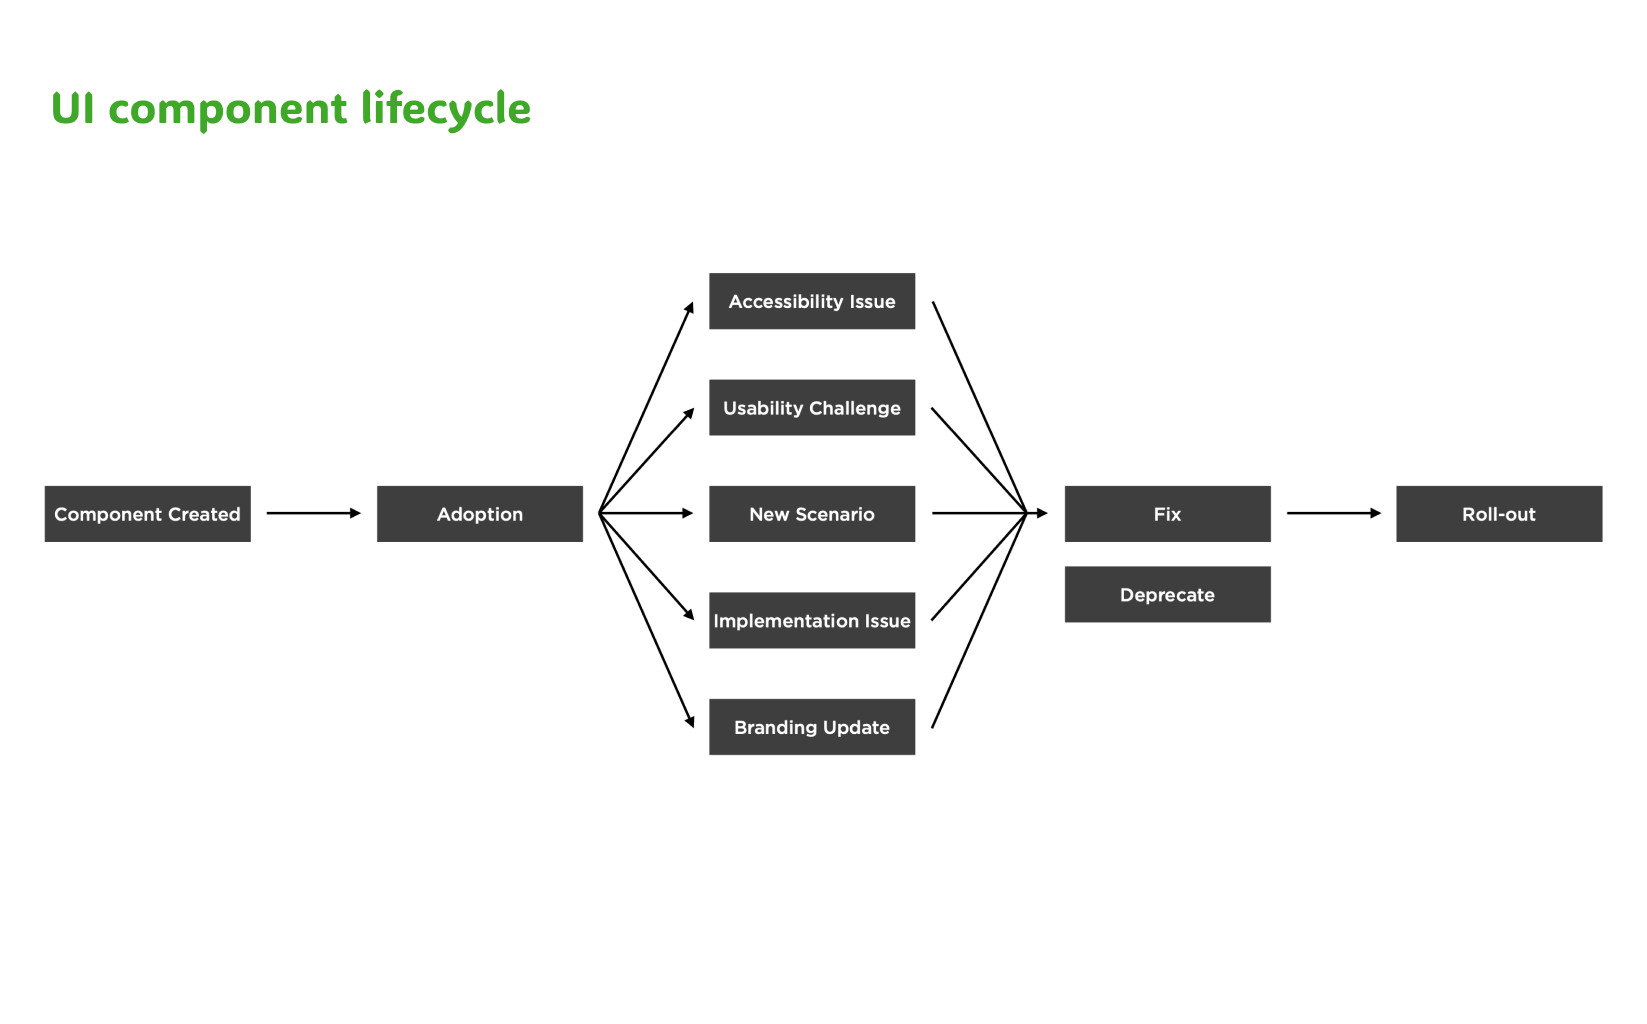 UI component lifecycle
Component Created
Adoption
Accessibility Issue
Usability Challenge
New Scenario
Implementation Issue
Branding Update
Fix
Deprecate
Roll-out